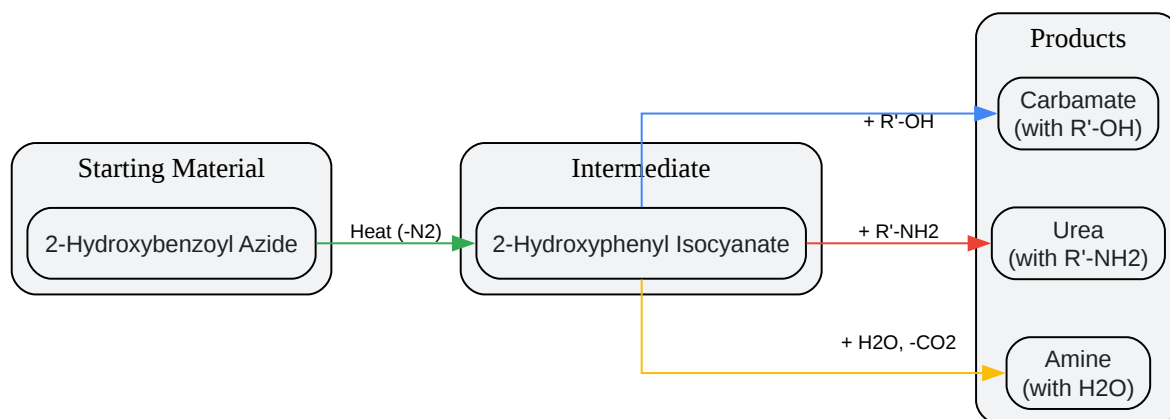 Products
Carbamate
(with R'-OH)
+ R'-OH
Starting Material
Intermediate
2-Hydroxybenzoyl Azide
Heat (-N2)
2-Hydroxyphenyl Isocyanate
+ R'-NH2
Urea
(with R'-NH2)
+ H2O, -CO2
Amine
(with H2O)